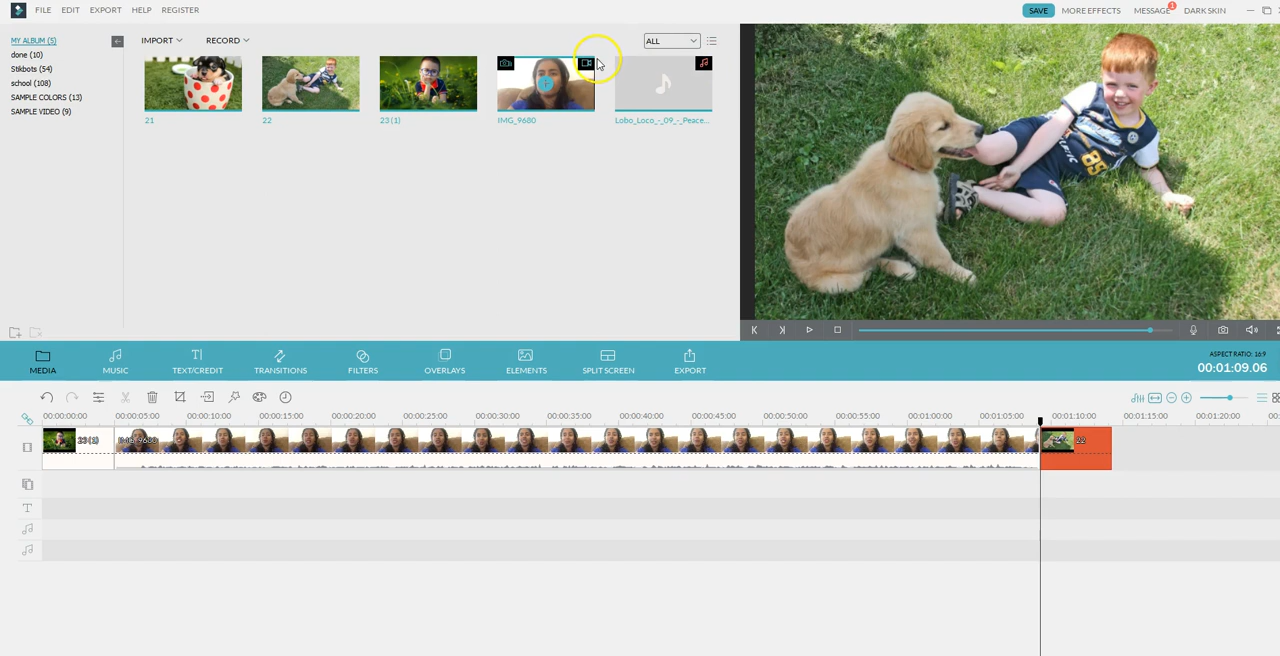 FILE EDIT EXPORT HELP REGISTER SAVE MORE EFFECTS MESSAGE 1 DARK SKIN
MY ALBUM (5)
done (10)
Stikbots (54)
school (108)
SAMPLE COLORS (13)
SAMPLE VIDEO (9)
IMPORT RECORD ALL
21 22 23 (1) IMG_9680 Lobo_Loco_-_09_-_Peace...
85
MEDIA MUSIC TEXT/CREDIT TRANSITIONS FILTERS OVERLAYS ELEMENTS SPLIT SCREEN EXPORT
ASPECT RATIO: 16:9
00:01:09.06
00:00:00:00 00:00:05:00 00:00:10:00 00:00:15:00 00:00:20:00 00:00:25:00 00:00:30:00 00:00:35:00 00:00:40:00 00:00:45:00 00:00:50:00 00:00:55:00 00:01:00:00 00:01:05:00 00:01:10:00 00:01:15:00 00:01:20:00
23 (1) IMG_9680 22